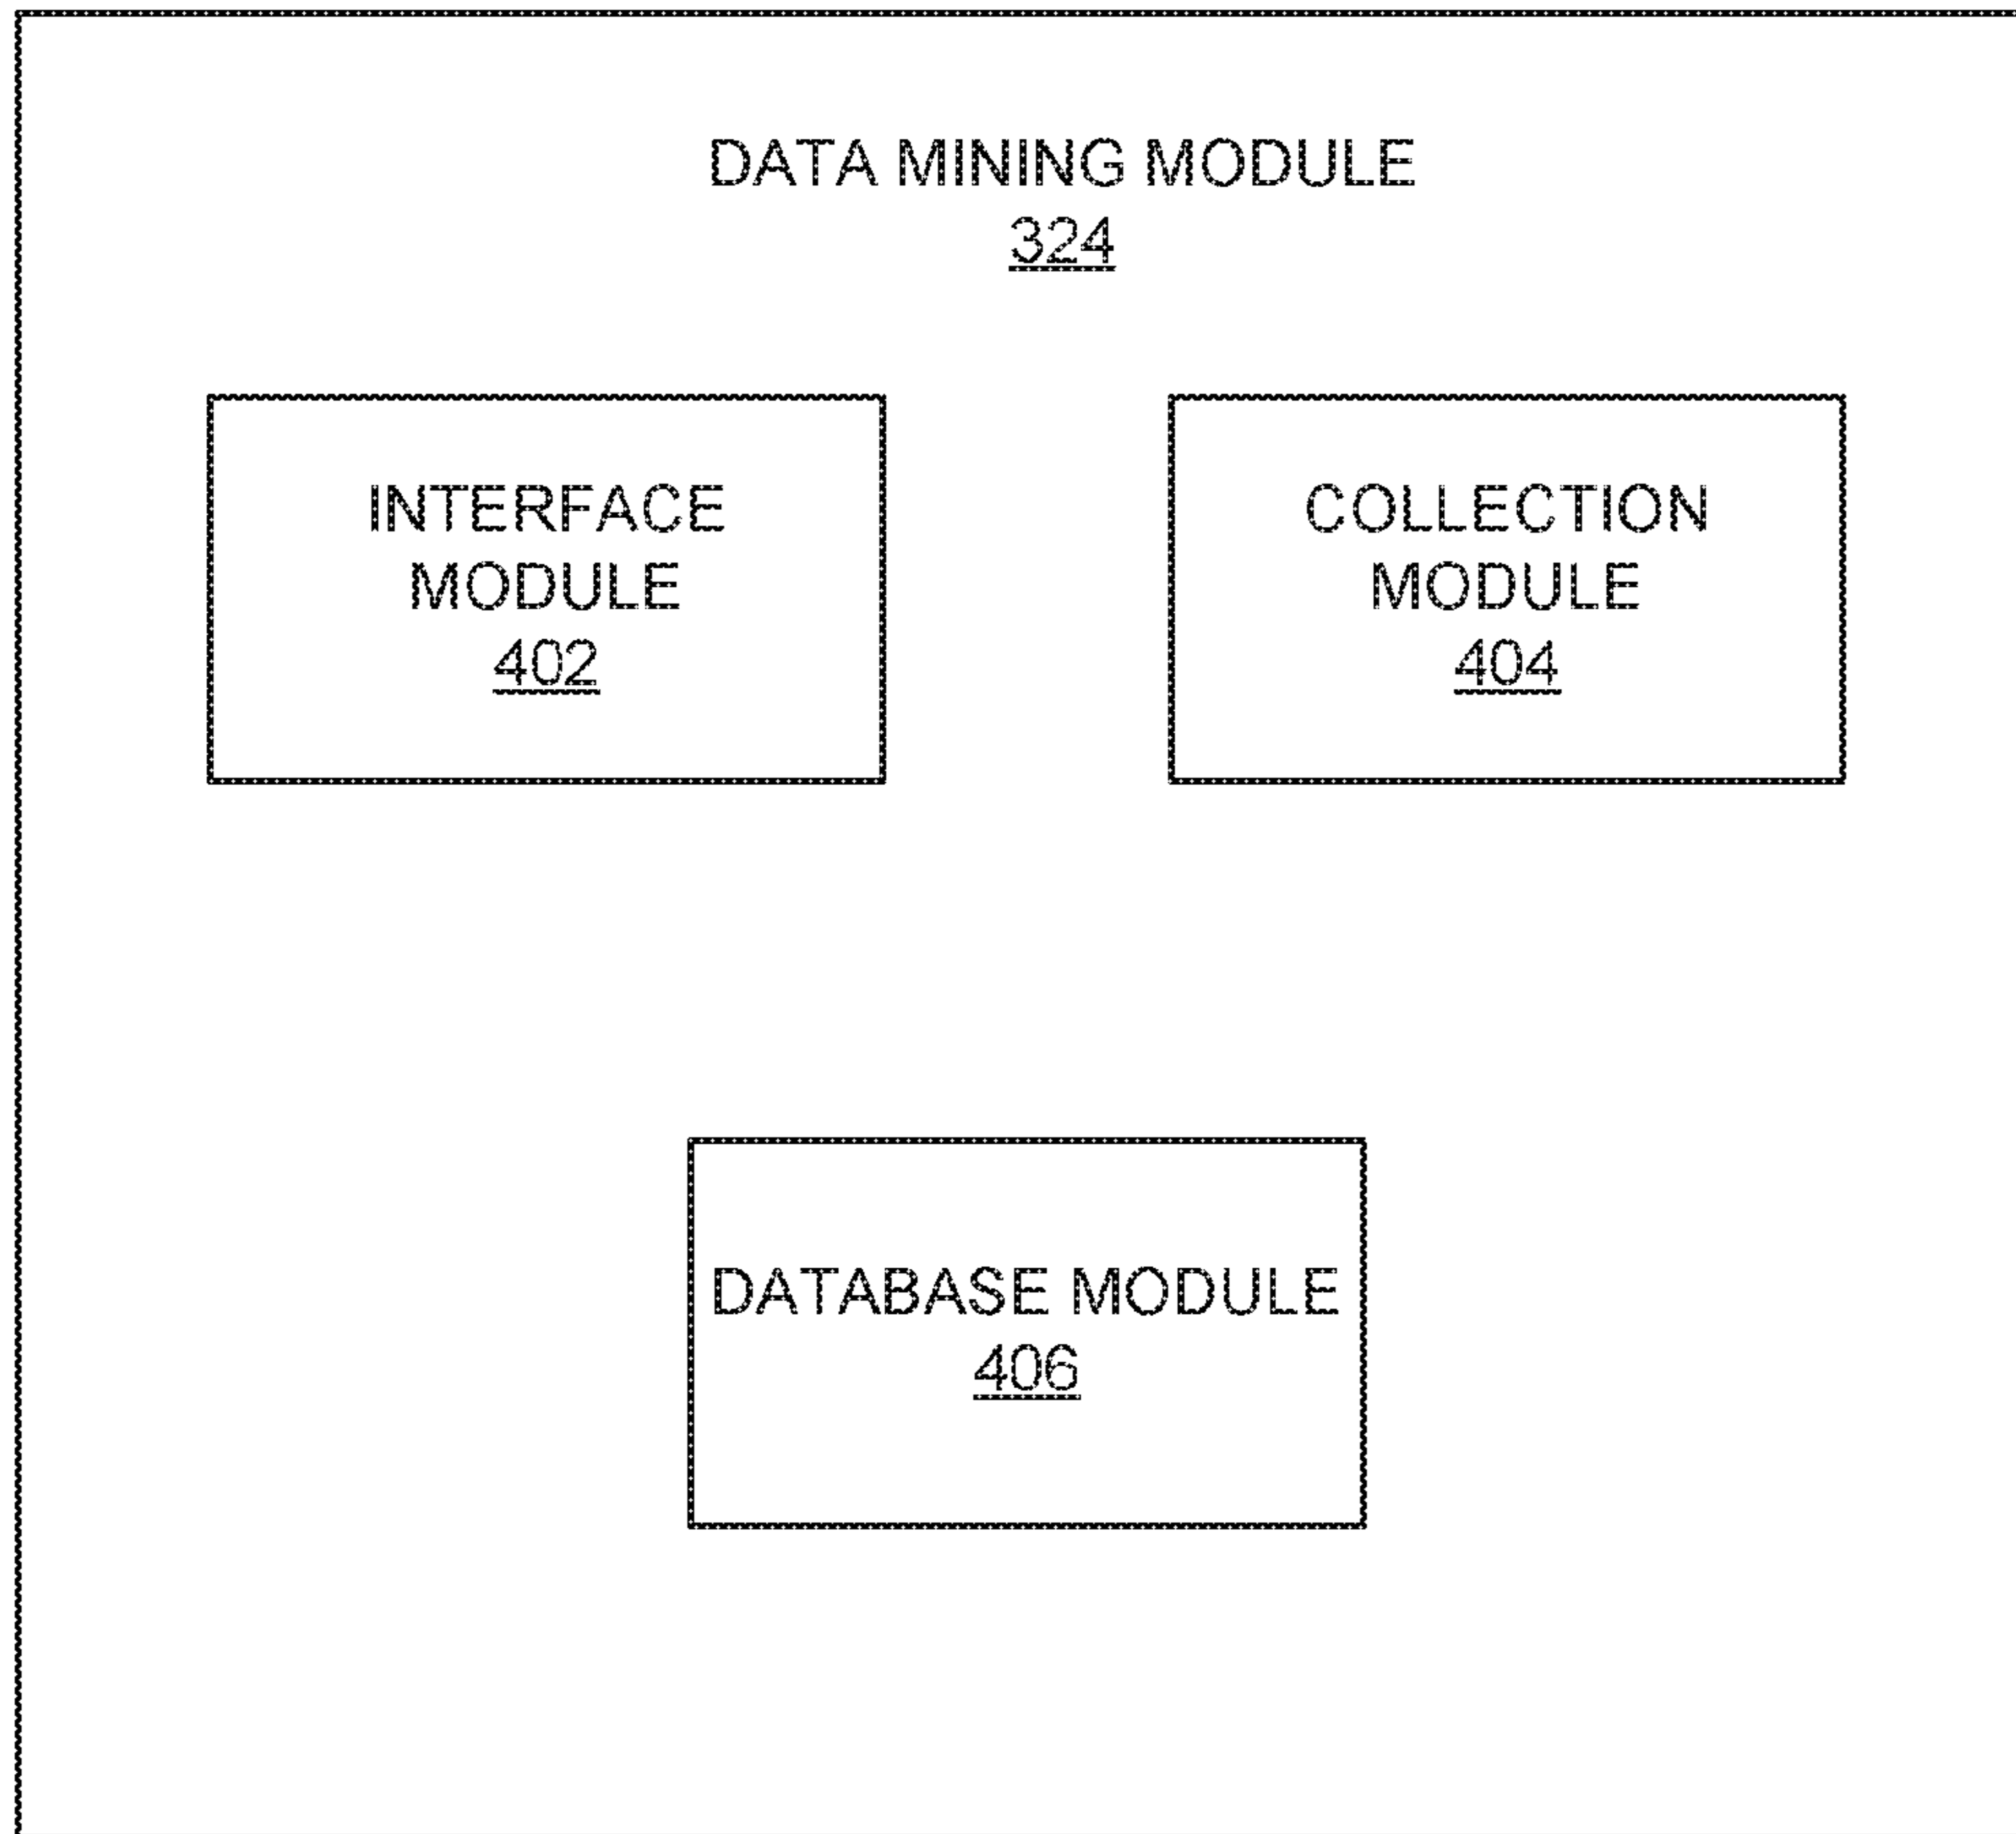 DATA MINING MODULE
324
INTERFACE
MODULE
402
COLLECTION
MODULE
404
DATABASE MODULE
406